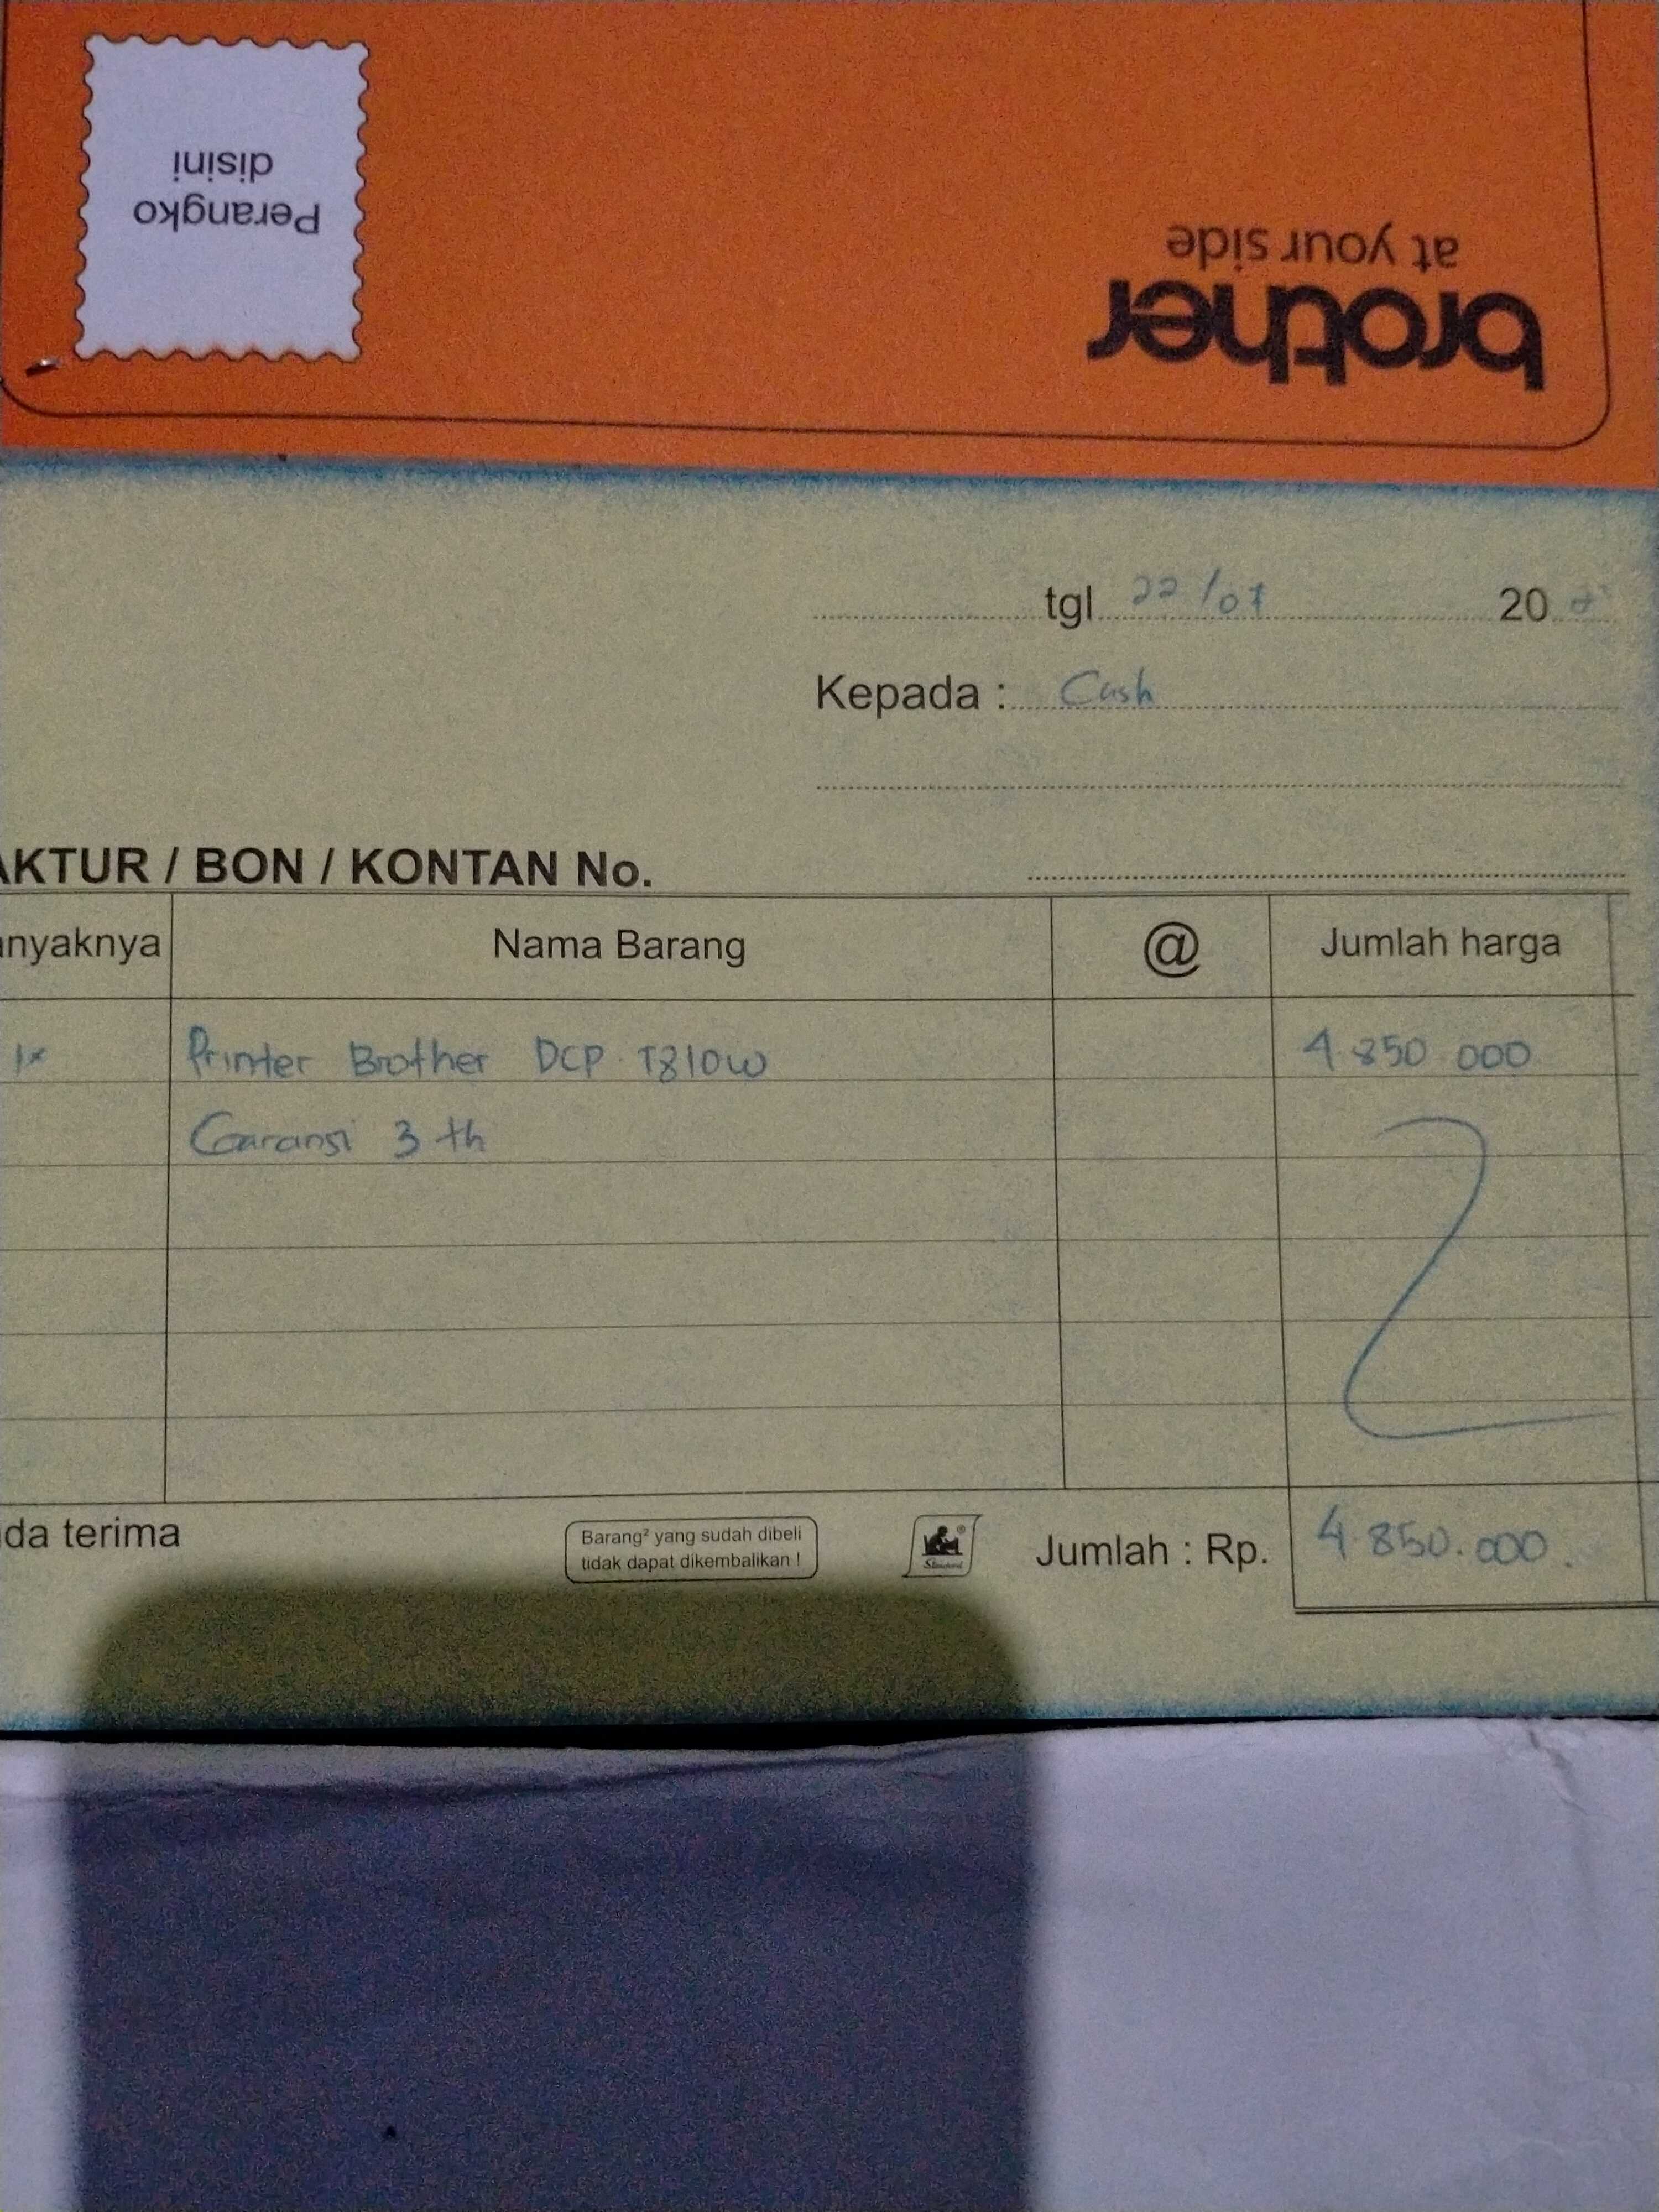 Perangko
disini
brother
at your side
tgl 22/07 20
Kepada : Cash
AKTUR / BON / KONTAN No.
anyaknya Nama Barang @ Jumlah harga
1x Printer Brother DCP T810W 4.850 000
Garansi 3 th
da terima
Barang² yang sudah dibeli
tidak dapat dikembalikan !
Standard
Jumlah : Rp. 4.850.000.